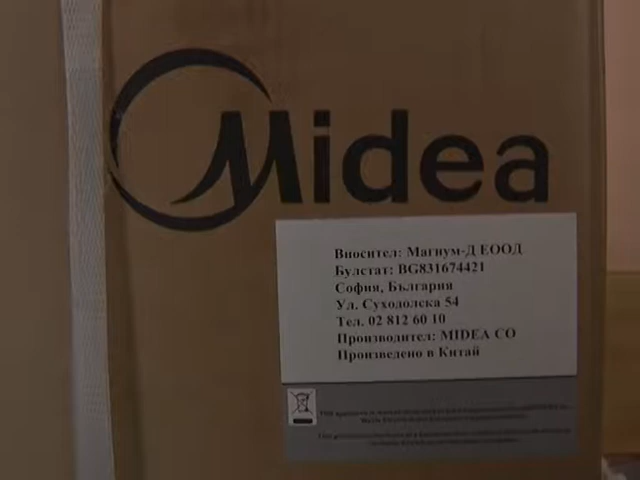 Midea
Вносител: Магнум-Д ЕООД
Булстат: BG831674421
София, България
Ул. Суходолска 54
Тел. 02 812 60 10
Производител: MIDEA CO
Произведено в Китай